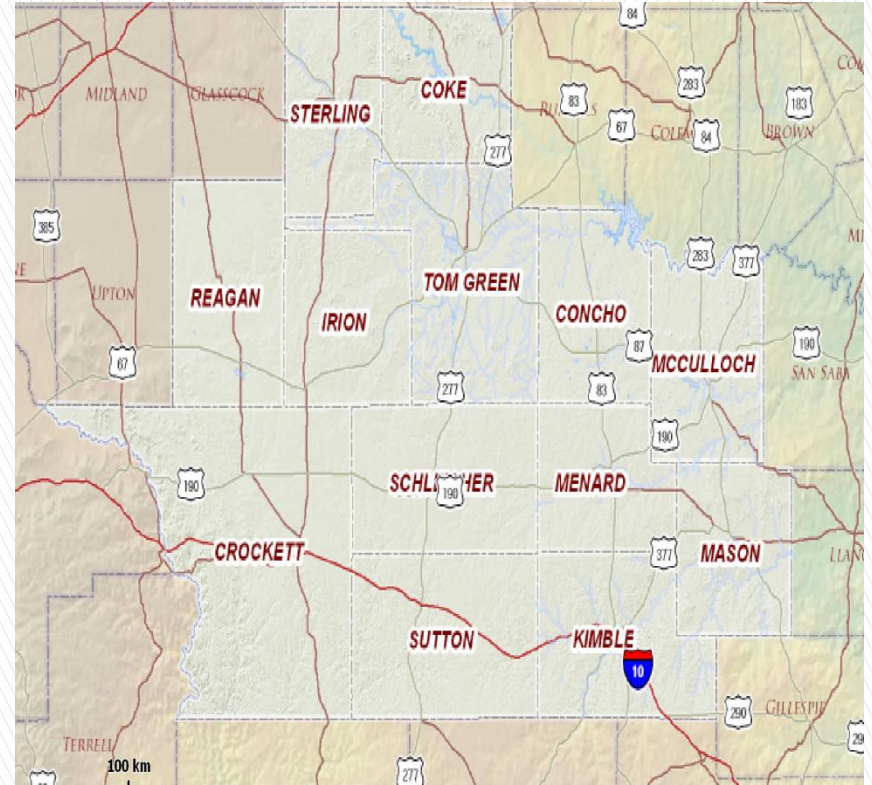 84
COKE
MIDLAND
GLASSCOCK
STERLING
83
283
183
67
84
BROWN
277
385
283
377
UPTON
REAGAN
TOM GREEN
IRION
CONCHO
87
190
67
MCCULLOCH
SAN SABA
277
83
190
190
190
MENARD
CROCKETT
377
MASON
SUTTON
KIMBLE
10
290
GILLESPIE
TERRELL
100 km
277